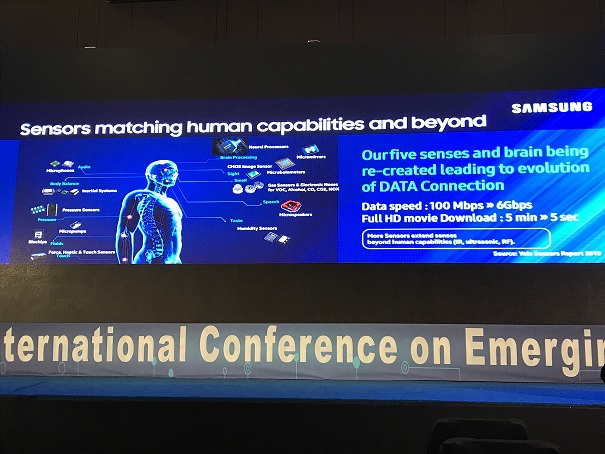 SAMSUNG
Sensors matching human capabilities and beyond
Neural Processors
Brain Processing
Micromirrors
Microphones
Audio
CMOS Image Sensor
Sight
Microbolometers
Body Balance
Inertial Systems
Smell
Gas Sensors & Electronic Noses
for VOC, Alcohol, CO, CO2, NOX
Speech
Microspeakers
Pressure Sensors
Pressure
Micropumps
Taste
Humidity Sensors
Biochips
Fluids
Force, Haptic & Touch Sensors
Touch
Our five senses and brain being
re-created leading to evolution
of DATA Connection
Data speed : 100 Mbps » 6Gbps
Full HD movie Download : 5 min » 5 sec
More Sensors extend senses
beyond human capabilities (IR, ultrasonic, RF).
Source: Yole Sensors Report
ternational Conference on Emergin